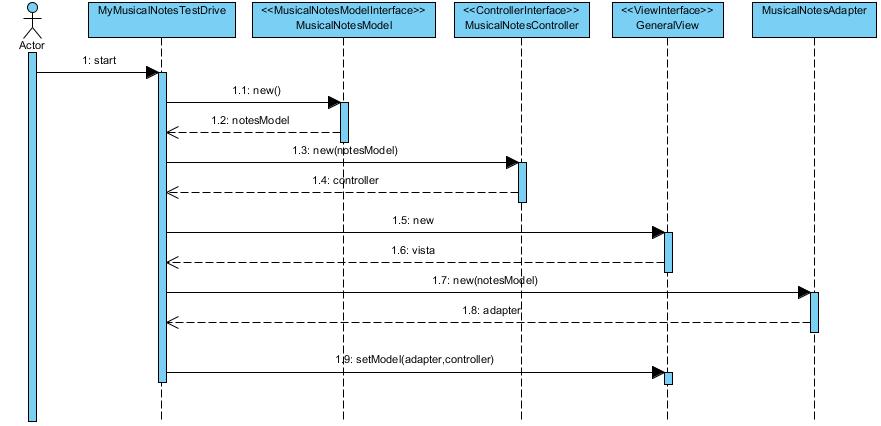 MyMusicalNotesTestDrive
<<MusicalNotesModelInterface>>
MusicalNotesModel
<<ControllerInterface>>
MusicalNotesController
<<ViewInterface>>
GeneralView
MusicalNotesAdapter
Actor
1: start
1.1: new()
1.2: notesModel
1.3: new(notesModel)
1.4: controller
1.5: new
1.6: vista
1.7: new(notesModel)
1.8: adapter
1.9: setModel(adapter,controller)